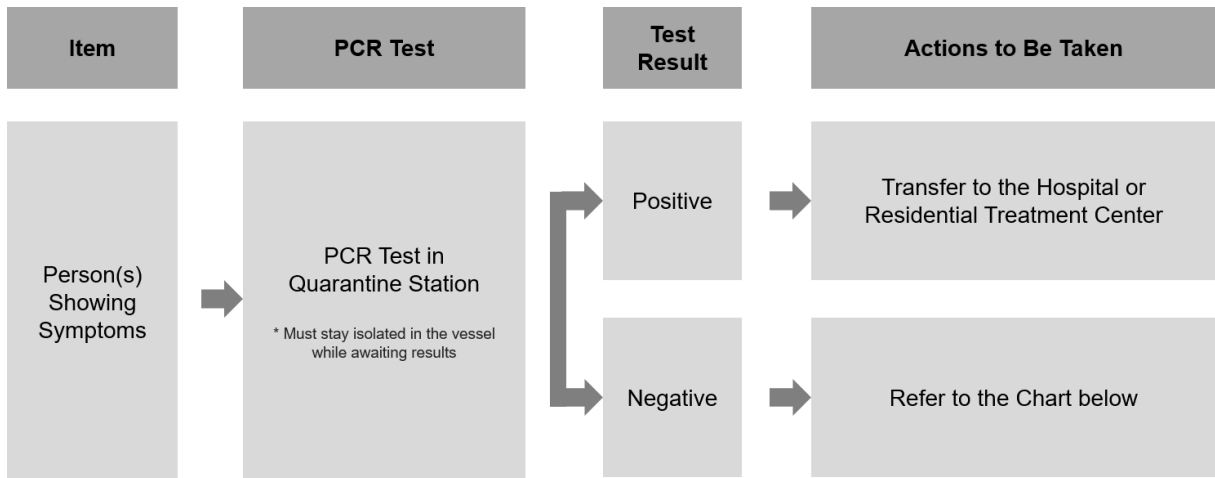 Item
PCR Test
Test
Result
Actions to Be Taken
Person(s)
Showing
Symptoms
PCR Test in
Quarantine Station
* Must stay isolated in the vessel
while awaiting results
Positive
Transfer to the Hospital or
Residential Treatment Center
Negative
Refer to the Chart below